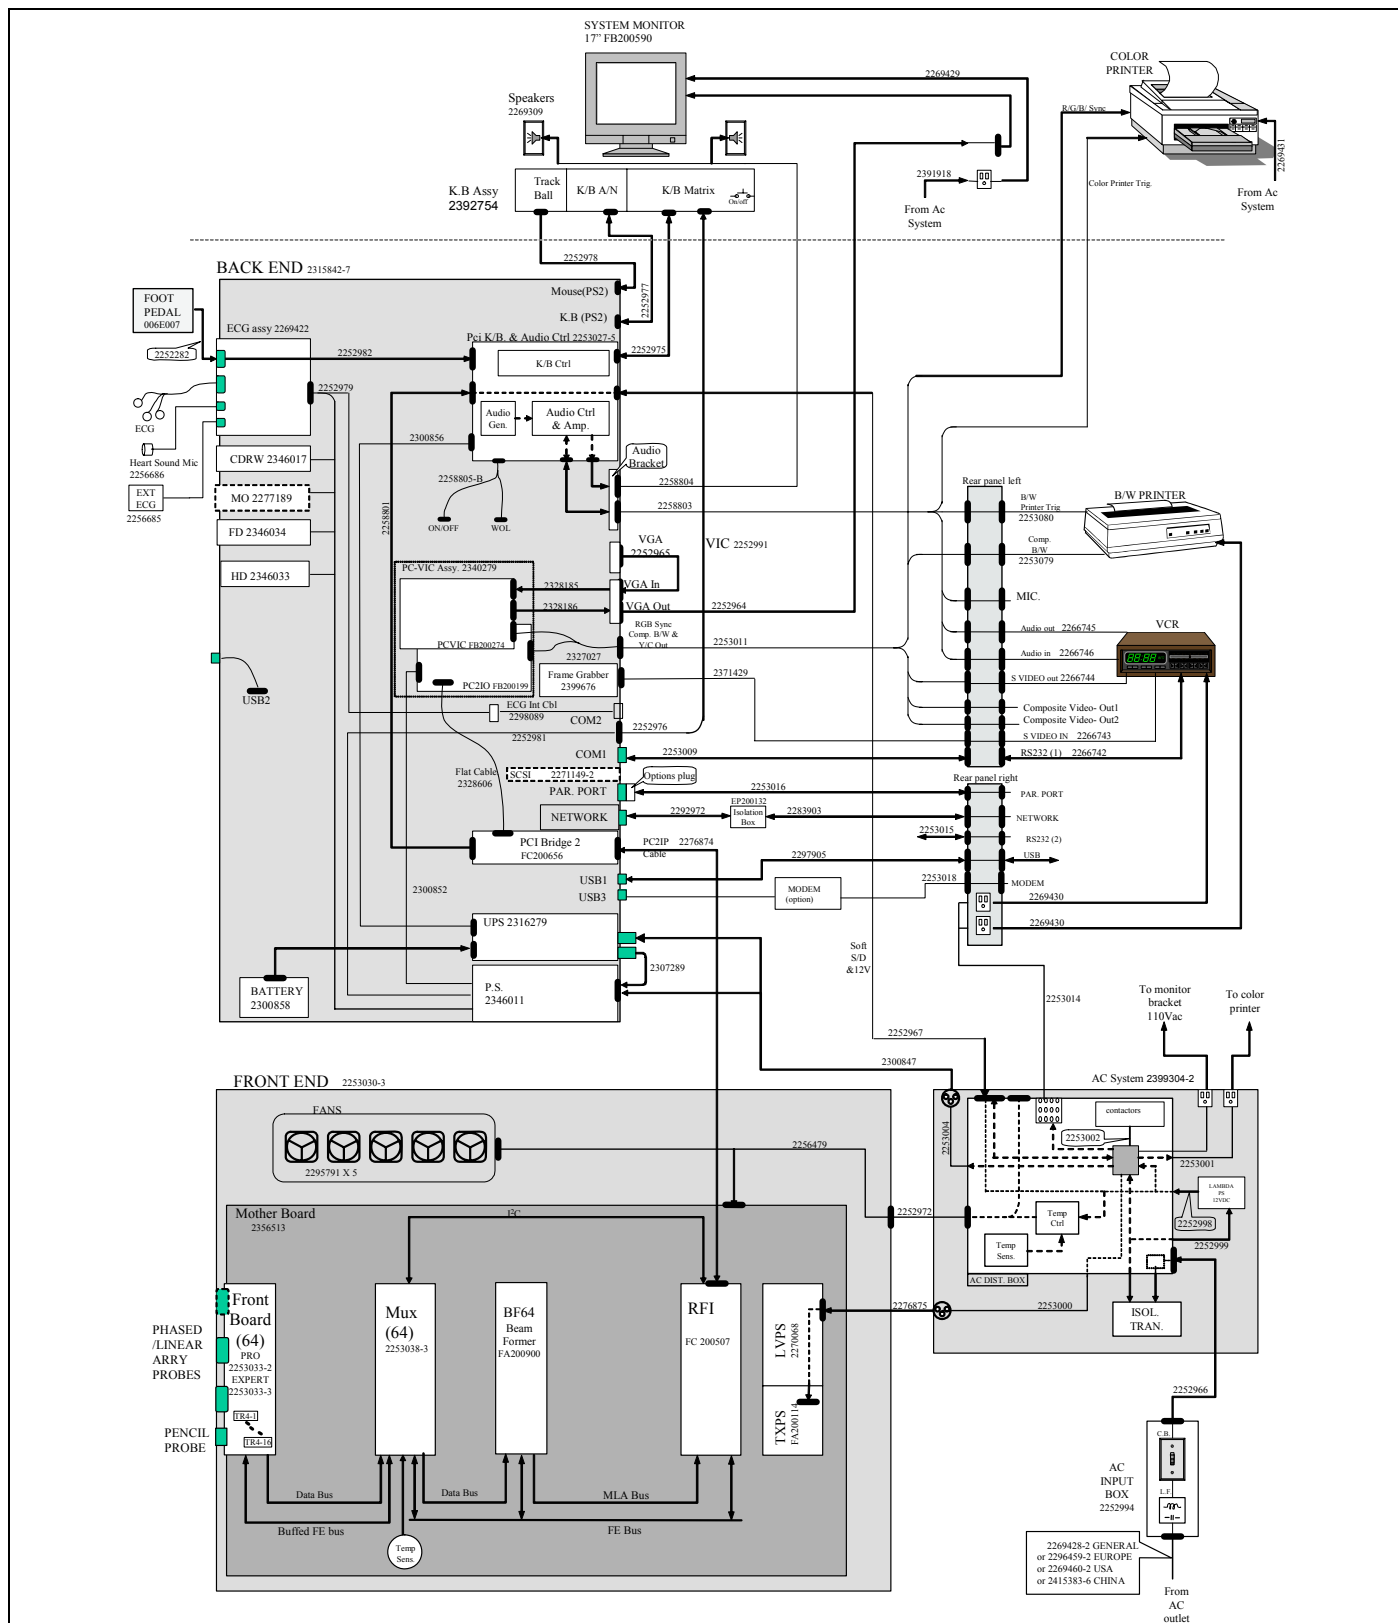 SYSTEM MONITOR
17” FB200590
2269429
COLOR
PRINTER
Speakers
2269309
R/G/B/ Sync
2269431
2391918
Color Printer Trig.
From Ac
System
From Ac
System
K.B Assy
2392754
Track
Ball
K/B A/N
K/B Matrix
On/off
2252978
2252977
BACK END 2315842-7
Mouse(PS2)
K.B (PS2)
FOOT
PEDAL
006E007
2252282
ECG assy 2269422
2252982
Pci K/B. & Audio Ctrl 2253027-5
K/B Ctrl
2252975
2252979
Audio
Gen.
Audio Ctrl
& Amp.
ECG
Heart Sound Mic
2256686
EXT
ECG
2256685
2300856
CDRW 2346017
MO 2277189
FD 2346034
HD 2346033
2258801
2258805-B
ON/OFF
WOL
Audio
Bracket
2258804
2258803
Rear panel left
B/W
Printer Trig
2253080
B/W PRINTER
Comp.
B/W
2253079
VGA
2252965
VIC 2252991
PC-VIC Assy. 2340279
2328185
VGA In
2328186
VGA Out
2252964
MIC.
RGB Sync
Comp. B/W &
Y/C Out
2253011
Audio out 2266745
VCR
Audio in 2266746
PCVIC FB200274
2327027
PC2IO FB200199
Frame Grabber
2399676
2371429
S VIDEO out 2266744
USB2
ECG Int Cbl
2298089
COM2
2252976
2252981
Composite Video- Out1
Composite Video- Out2
S VIDEO IN 2266743
COM1
2253009
RS232 (1) 2266742
Flat Cable
2328606
SCSI 2271149-2
Options plug
Rear panel right
PAR. PORT
2253016
PAR. PORT
NETWORK
2292972
EP200132
Isolation
Box
2283903
NETWORK
2253015
RS232 (2)
PCI Bridge 2
FC200656
PC2IP 2276874
Cable
USB
2297905
USB1
USB3
MODEM
(option)
2253018
MODEM
2300852
2269430
2269430
UPS 2316279
Soft
S/D
&12V
2307289
BATTERY
2300858
P.S.
2346011
2253014
To monitor
bracket
110Vac
To color
printer
2252967
2300847
FRONT END 2253030-3
AC System 2399304-2
FANS
2295791 X 5
2256479
2253004
contactors
2253002
2253001
LAMBDA
PS
12VDC
2252998
2252999
Mother Board
2356513
I²C
2252972
Temp
Ctrl
Temp
Sens.
AC DIST. BOX
2276875
2253000
ISOL.
TRAN.
Front
Board
(64)
PRO
2253033-2
EXPERT
2253033-3
TR4-1
TR4-16
Mux
(64)
2253038-3
BF64
Beam
Former
FA200900
RFI
FC 200507
LVPS
2270068
TXPS
FA200114
PHASED
/LINEAR
ARRY
PROBES
PENCIL
PROBE
2252966
C.B.
AC
INPUT
BOX
2252994
L.F.
Data Bus
Data Bus
MLA Bus
Buffed FE bus
FE Bus
Temp
Sens.
2269428-2 GENERAL
or 2296459-2 EUROPE
or 2269460-2 USA
or 2415383-6 CHINA
From
AC
outlet